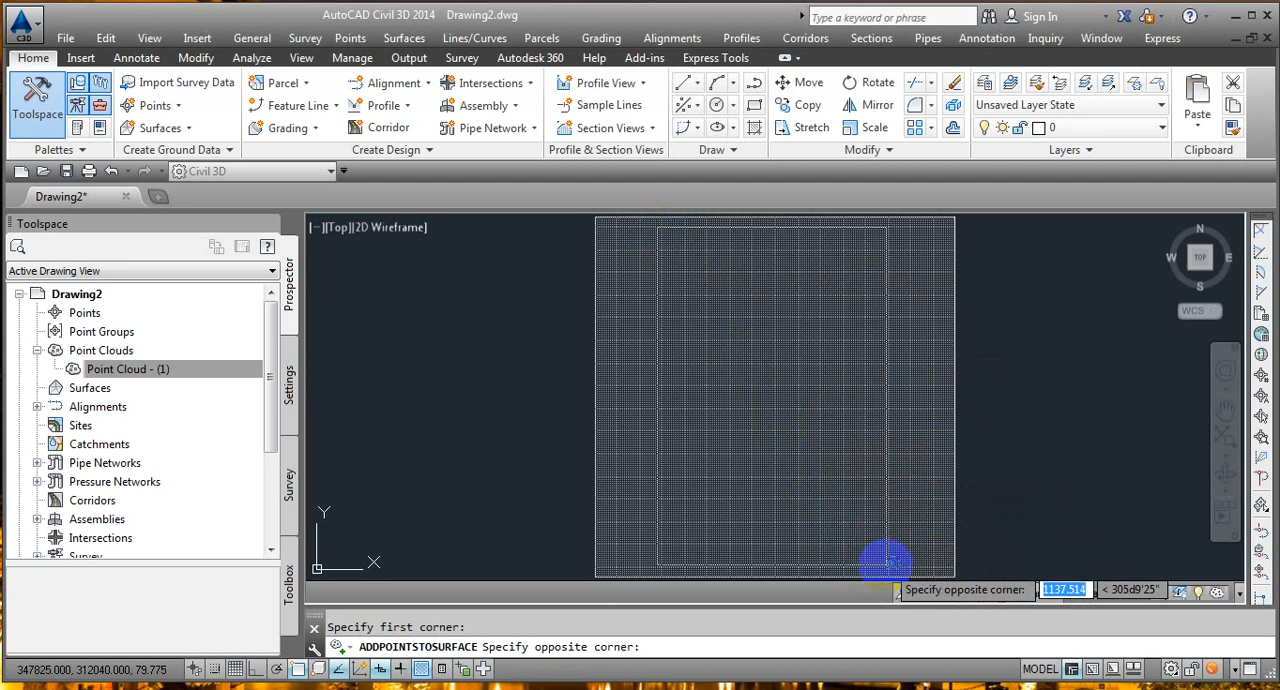 AutoCAD Civil 3D 2014 Drawing2.dwg
Type a keyword or phrase
Sign In
C3D
File Edit View Insert General Survey Points Surfaces Lines/Curves Parcels Grading Alignments Profiles Corridors Sections Pipes Annotation Inquiry Window Express
Home Insert Annotate Modify Analyze View Manage Output Survey Autodesk 360 Help Add-ins Express Tools
Toolspace
Import Survey Data
Points
Surfaces
Parcel
Feature Line
Grading
Alignment
Profile
Corridor
Intersections
Assembly
Pipe Network
Profile View
Sample Lines
Section Views
Move
Copy
Stretch
Rotate
Mirror
Scale
Unsaved Layer State
0
Paste
Palettes
Create Ground Data
Create Design
Profile & Section Views
Draw
Modify
Layers
Clipboard
Civil 3D
Drawing2*
Toolspace
Active Drawing View
Drawing2
Points
Point Groups
Point Clouds
Point Cloud - (1)
Surfaces
Alignments
Sites
Catchments
Pipe Networks
Pressure Networks
Corridors
Assemblies
Intersections
Survey
Prospector
Settings
Survey
Toolbox
[−][Top][2D Wireframe]
N
W TOP E
S
WCS
Y
X
Specify opposite corner: 1137.514 < 305d9'25"
Specify first corner:
ADDPOINTSTOSURFACE Specify opposite corner:
347825.000, 312040.000, 79.775
MODEL